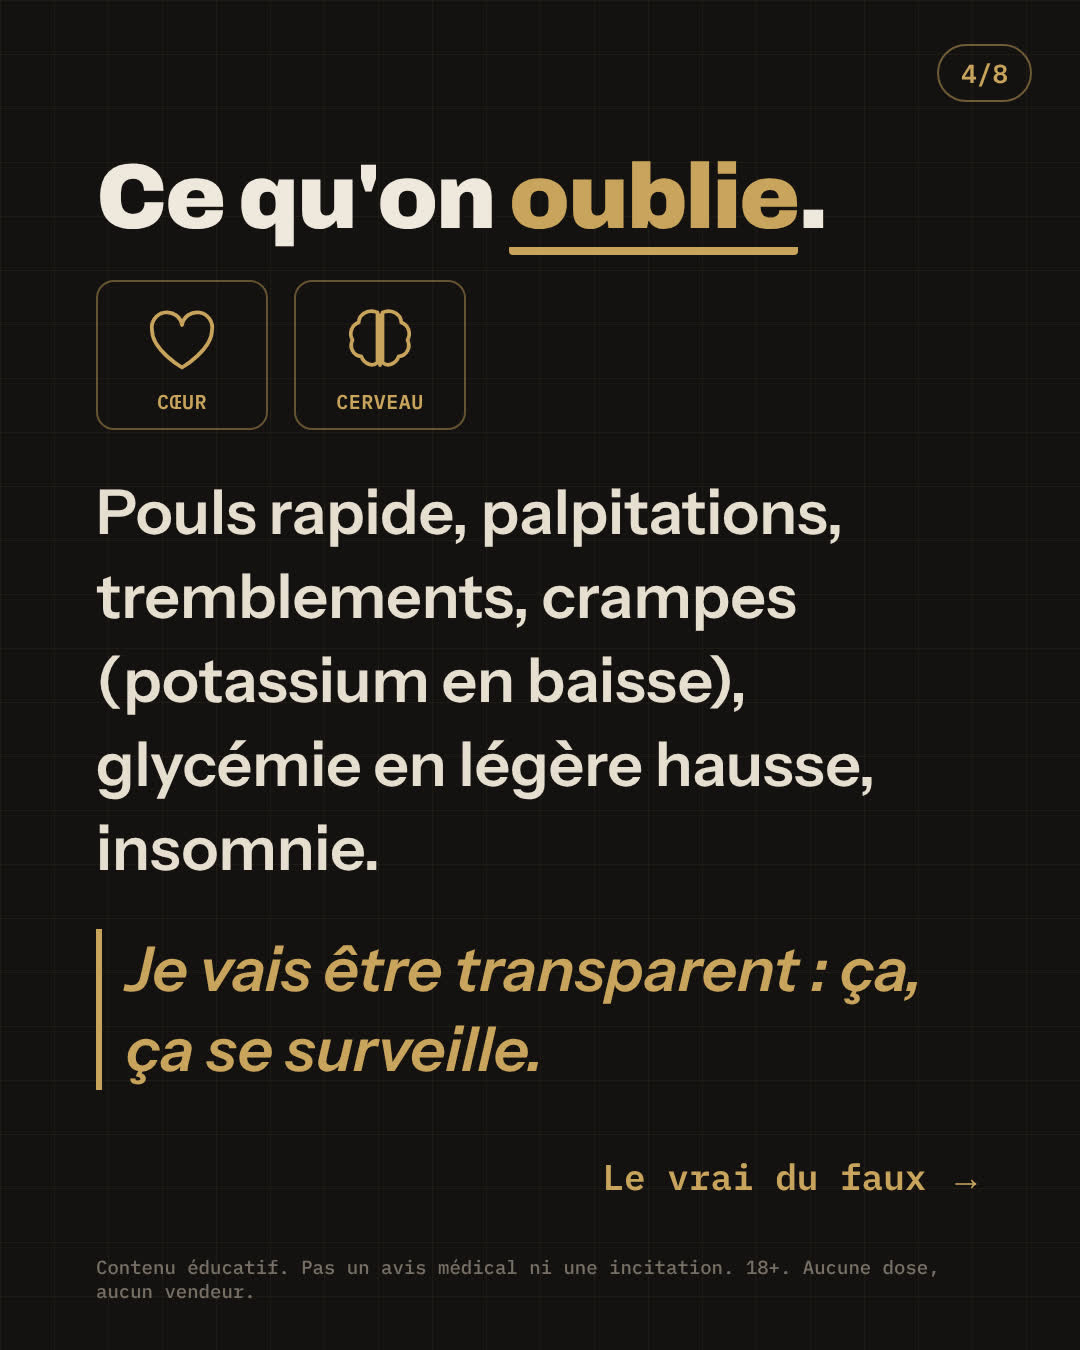 4/8
Ce qu'on oublie.
CŒUR
CERVEAU
Pouls rapide, palpitations,
tremblements, crampes
(potassium en baisse),
glycémie en légère hausse,
insomnie.
Je vais être transparent : ça,
ça se surveille.
Le vrai du faux →
Contenu éducatif. Pas un avis médical ni une incitation. 18+. Aucune dose,
aucun vendeur.